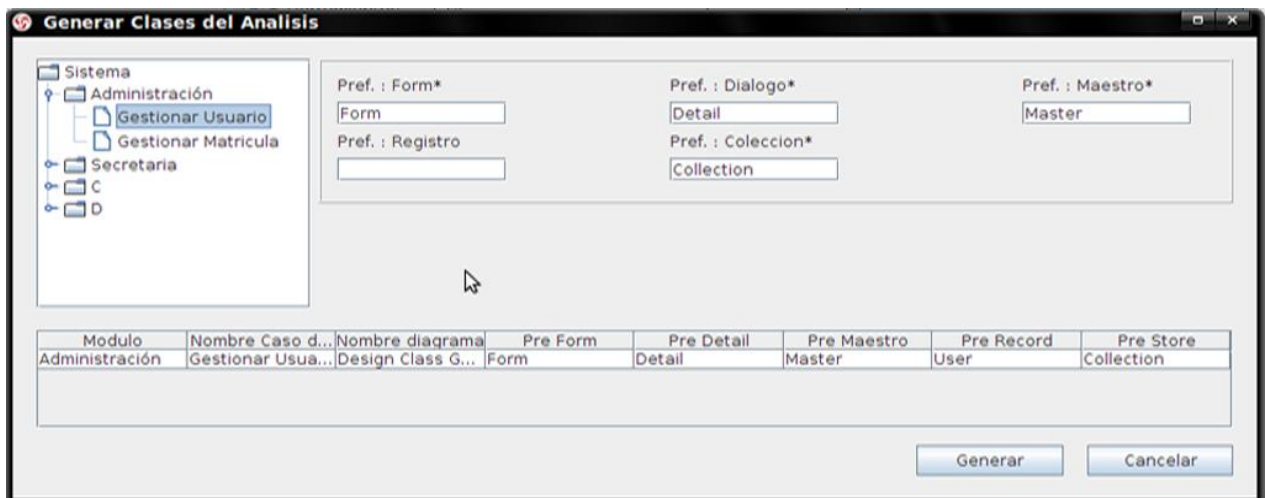 Generar Clases del Analisis
Sistema
Administración
Gestionar Usuario
Gestionar Matricula
Secretaria
C
D
Pref. : Form*
Pref. : Dialogo*
Pref. : Maestro*
Form
Detail
Master
Pref. : Registro
Pref. : Coleccion*
Collection
Modulo Nombre Caso d... Nombre diagrama Pre Form Pre Detail Pre Maestro Pre Record Pre Store
Administración Gestionar Usua... Design Class G... Form Detail Master User Collection
Generar
Cancelar